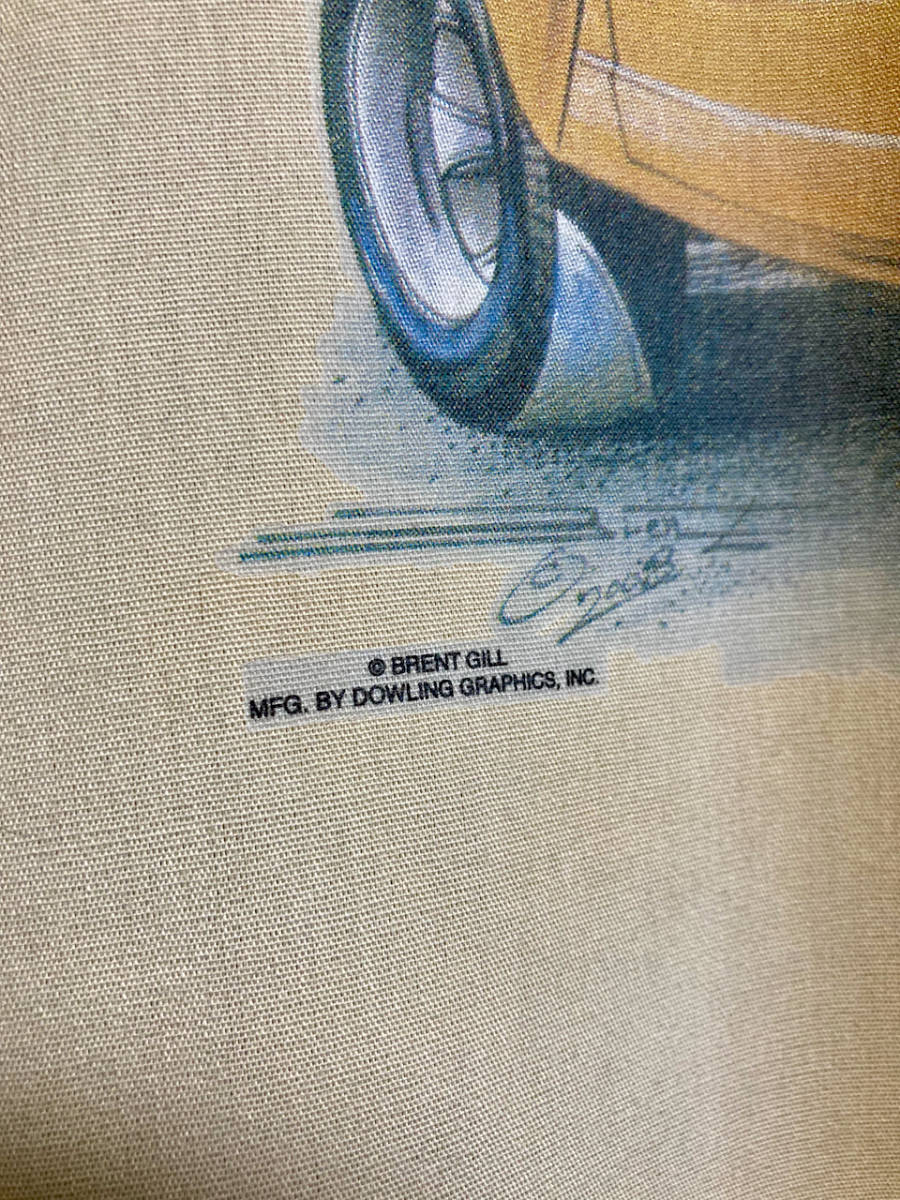 ©
© BRENT GILL
MFG. BY DOWLING GRAPHICS, INC.